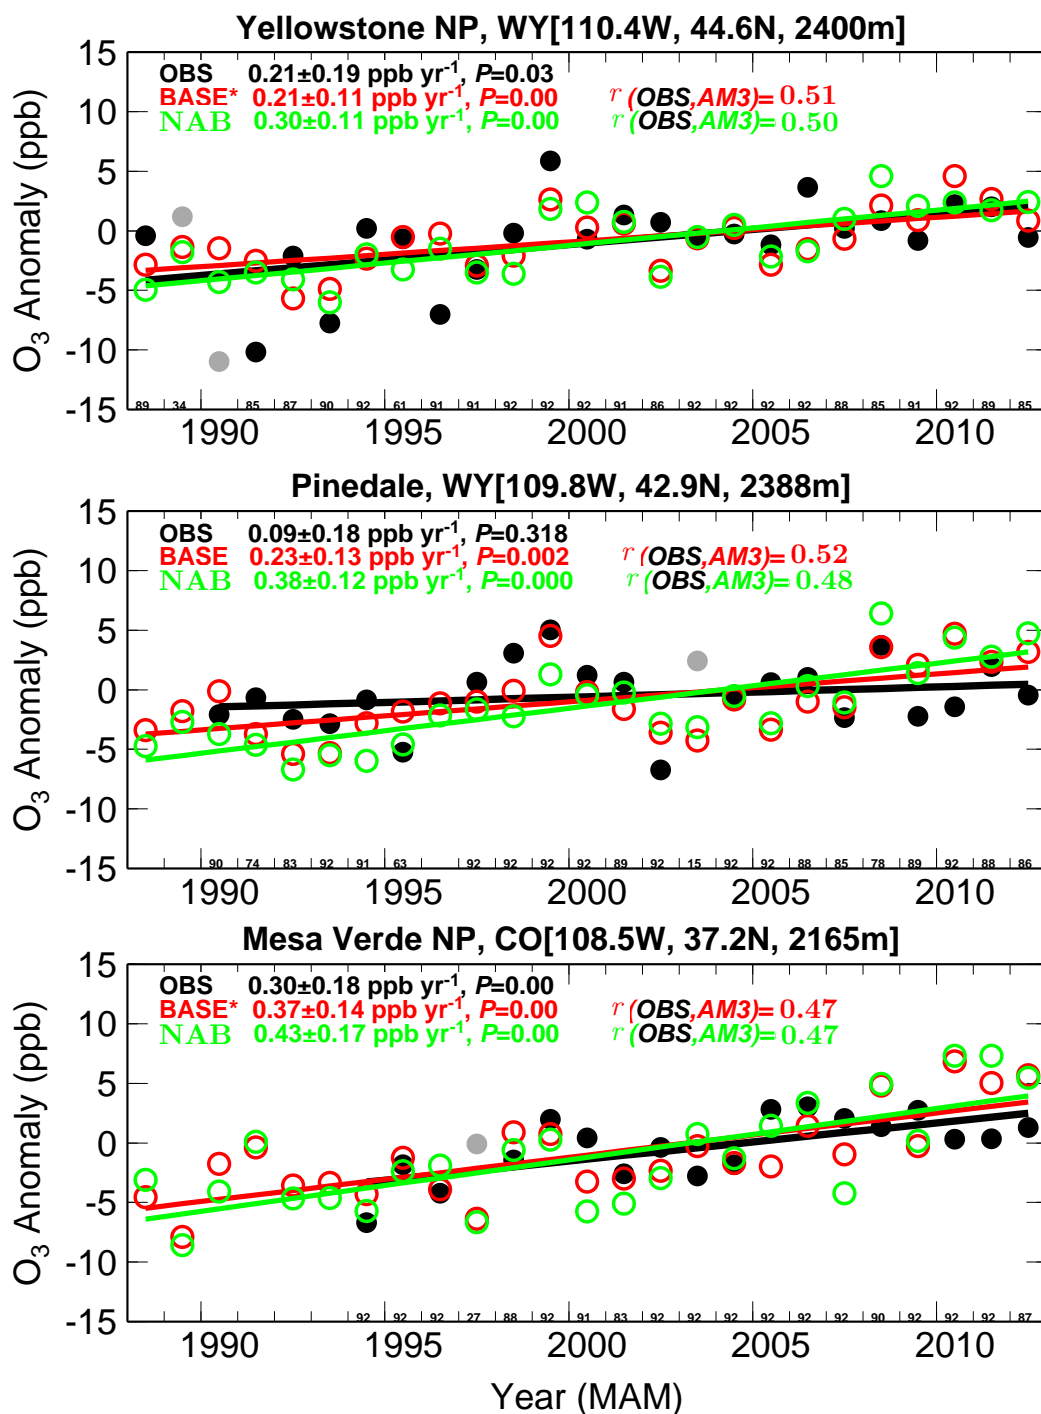 Yellowstone NP, WY[110.4W, 44.6N, 2400m]
15
OBS 0.21±0.19 ppb yr-1, P=0.03
BASE* 0.21±0.11 ppb yr-1, P=0.00 r (OBS,AM3)= 0.51
NAB 0.30±0.11 ppb yr-1, P=0.00 r (OBS,AM3)= 0.50
10
5
0
-5
-10
-15
O3 Anomaly (ppb)
89 34 85 87 90 92 61 91 91 92 92 92 91 86 92 92 92 92 88 85 91 92 89 85
1990 1995 2000 2005 2010
Pinedale, WY[109.8W, 42.9N, 2388m]
15
OBS 0.09±0.18 ppb yr-1, P=0.318
BASE 0.23±0.13 ppb yr-1, P=0.002 r (OBS,AM3)= 0.52
NAB 0.38±0.12 ppb yr-1, P=0.000 r (OBS,AM3)= 0.48
10
5
0
-5
-10
-15
O3 Anomaly (ppb)
90 74 83 92 91 63 92 92 92 92 89 92 15 92 92 88 85 78 89 92 88 86
1990 1995 2000 2005 2010
Mesa Verde NP, CO[108.5W, 37.2N, 2165m]
15
OBS 0.30±0.18 ppb yr-1, P=0.00
BASE* 0.37±0.14 ppb yr-1, P=0.00 r (OBS,AM3)= 0.47
NAB 0.43±0.17 ppb yr-1, P=0.00 r (OBS,AM3)= 0.47
10
5
0
-5
-10
-15
O3 Anomaly (ppb)
92 92 92 27 88 92 91 83 92 92 92 92 92 92 90 92 92 92 87
1990 1995 2000 2005 2010
Year (MAM)